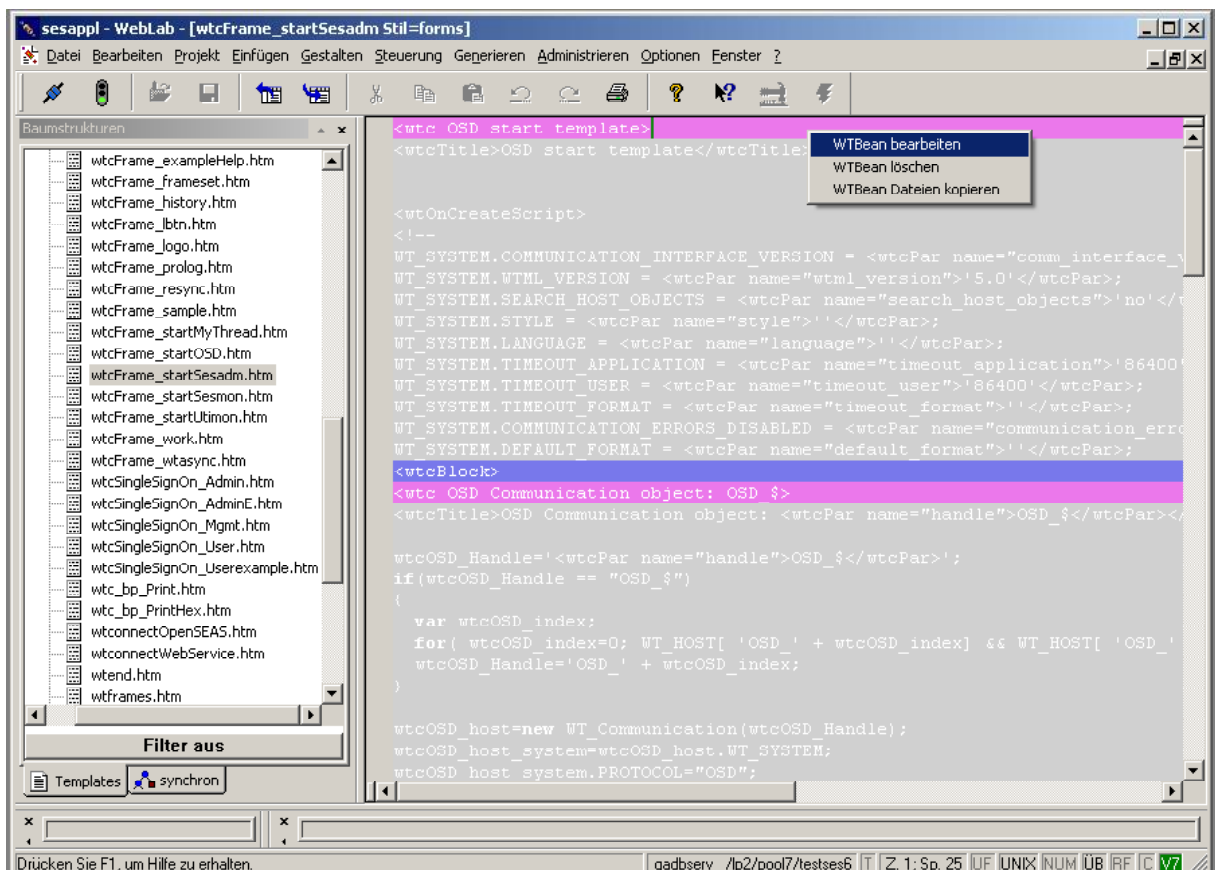 sesappl - WebLab - [wtcFrame_startSesadm Stil=forms]
Datei Bearbeiten Projekt Einfügen Gestalten Steuerung Generieren Administrieren Optionen Fenster ?
Baumstrukturen
wtcFrame_exampleHelp.htm
wtcFrame_frameset.htm
wtcFrame_history.htm
wtcFrame_lbtn.htm
wtcFrame_logo.htm
wtcFrame_prolog.htm
wtcFrame_resync.htm
wtcFrame_sample.htm
wtcFrame_startMyThread.htm
wtcFrame_startOSD.htm
wtcFrame_startSesadm.htm
wtcFrame_startSesmon.htm
wtcFrame_startUtimon.htm
wtcFrame_work.htm
wtcFrame_wtasync.htm
wtcSingleSignOn_Admin.htm
wtcSingleSignOn_AdminE.htm
wtcSingleSignOn_Mgmt.htm
wtcSingleSignOn_User.htm
wtcSingleSignOn_Userexample.htm
wtc_bp_Print.htm
wtc_bp_PrintHex.htm
wtconnectOpenSEAS.htm
wtconnectWebService.htm
wtend.htm
wtframes.htm
Filter aus
Templates synchron
<wtc OSD start template>
<wtcTitle>OSD start template</wtcTitle>
WTBean bearbeiten
WTBean löschen
WTBean Dateien kopieren
<wtOnCreateScript>
<!--
WT_SYSTEM.COMMUNICATION_INTERFACE_VERSION = <wtcPar name="comm_interface_v
WT_SYSTEM.WTML_VERSION = <wtcPar name="wtml_version">'5.0'</wtcPar>;
WT_SYSTEM.SEARCH_HOST_OBJECTS = <wtcPar name="search_host_objects">'no'</w
WT_SYSTEM.STYLE = <wtcPar name="style">''</wtcPar>;
WT_SYSTEM.LANGUAGE = <wtcPar name="language">''</wtcPar>;
WT_SYSTEM.TIMEOUT_APPLICATION = <wtcPar name="timeout_application">'86400'
WT_SYSTEM.TIMEOUT_USER = <wtcPar name="timeout_user">'86400'</wtcPar>;
WT_SYSTEM.TIMEOUT_FORMAT = <wtcPar name="timeout_format">''</wtcPar>;
WT_SYSTEM.COMMUNICATION_ERRORS_DISABLED = <wtcPar name="communication_erro
WT_SYSTEM.DEFAULT_FORMAT = <wtcPar name="default_format">''</wtcPar>;
<wtcBlock>
<wtc OSD Communication object: OSD_$>
<wtcTitle>OSD Communication object: <wtcPar name="handle">OSD_$</wtcPar></
wtcOSD_Handle='<wtcPar name="handle">OSD_$</wtcPar>';
if(wtcOSD_Handle == "OSD_$")
{
var wtcOSD_index;
for( wtcOSD_index=0; WT_HOST[ 'OSD_' + wtcOSD_index] && WT_HOST[ 'OSD_'
wtcOSD_Handle='OSD_' + wtcOSD_index;
}
wtcOSD_host=new WT_Communication(wtcOSD_Handle);
wtcOSD_host_system=wtcOSD_host.WT_SYSTEM;
wtcOSD_host_system.PROTOCOL="OSD";
Drücken Sie F1, um Hilfe zu erhalten.
gadbserv /lp2/pool7/testses6 T Z. 1: Sp. 25 UF UNIX NUM ÜB RF C V7